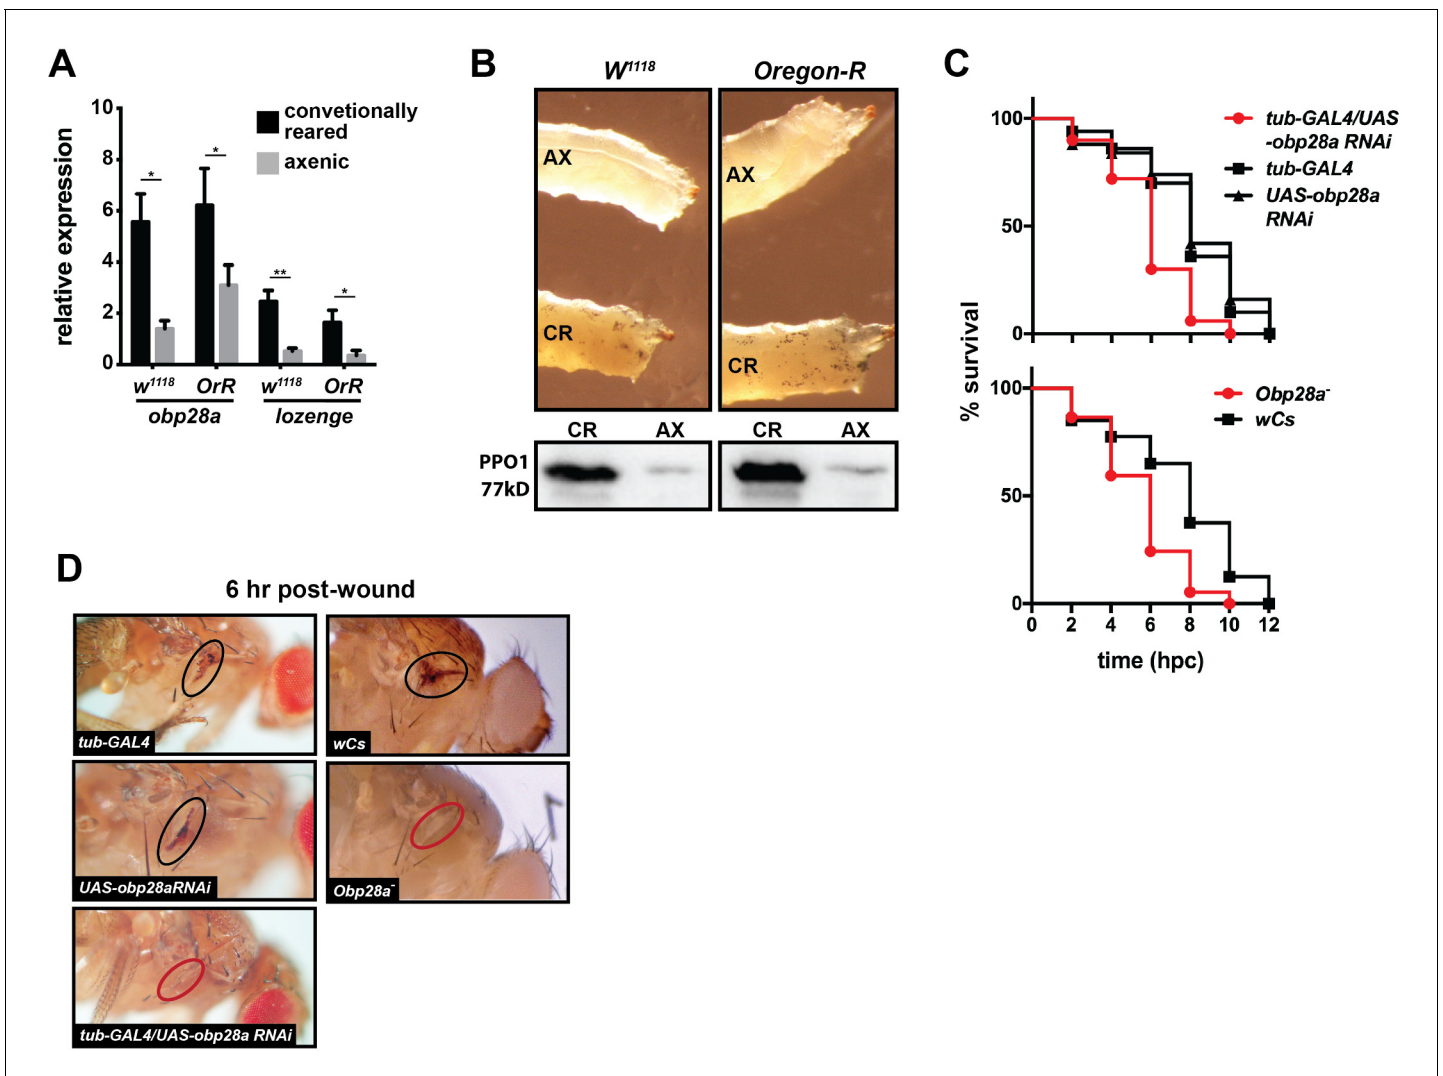 A
10
8
6
4
2
0
relative expression
convetionally
reared
axenic
*
*
**
*
w1118 OrR w1118 OrR
obp28a lozenge
B
W1118 Oregon-R
AX
CR
AX
CR
CR AX CR AX
PPO1
77kD
C
100
50
0
tub-GAL4/UAS
-obp28a RNAi
tub-GAL4
UAS-obp28a
RNAi
% survival
100
50
0
Obp28a-
wCs
0 2 4 6 8 10 12
time (hpc)
D
6 hr post-wound
tub-GAL4
wCs
UAS-obp28aRNAi
Obp28a-
tub-GAL4/UAS-obp28a RNAi